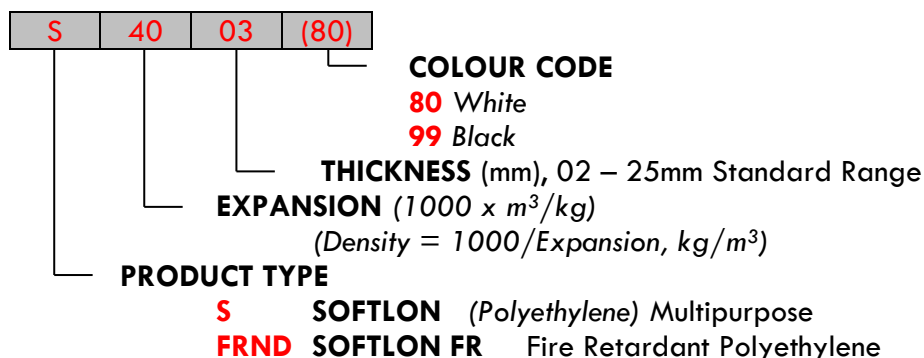 S 40 03 (80)
COLOUR CODE
80 White
99 Black
THICKNESS (mm), 02 – 25mm Standard Range
EXPANSION (1000 x m³/kg)
(Density = 1000/Expansion, kg/m³)
PRODUCT TYPE
S SOFTLON (Polyethylene) Multipurpose
FRND SOFTLON FR Fire Retardant Polyethylene